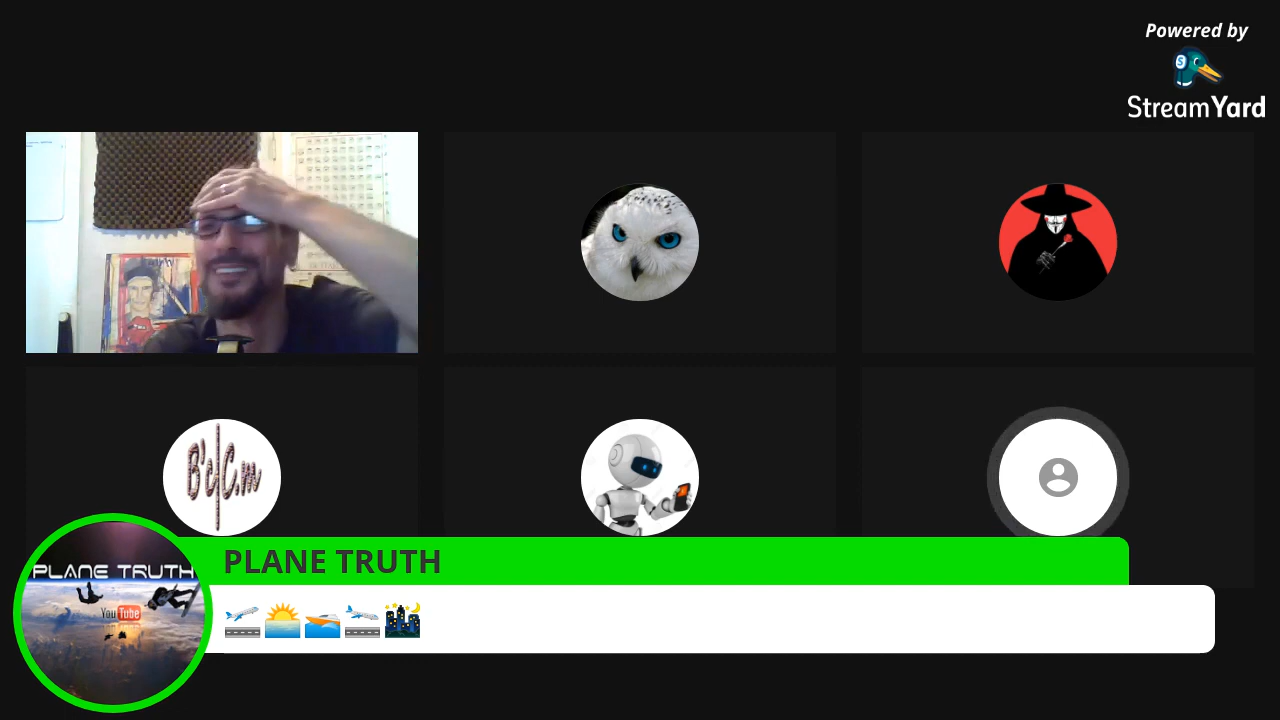 Powered by
StreamYard
B'c|C.m
PLANE TRUTH
PLANE TRUTH
YouTube